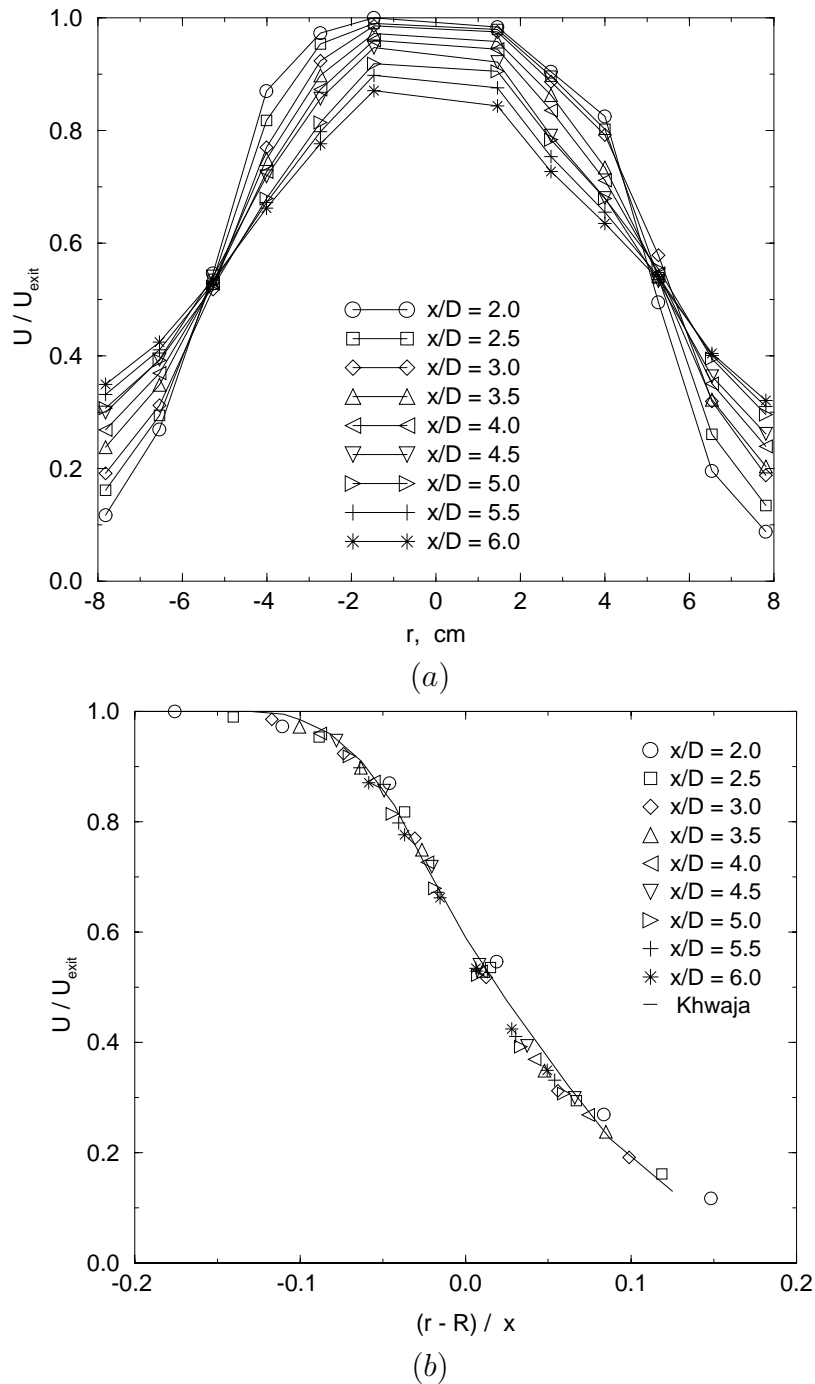 1.0
0.8
0.6
0.4
0.2
0.0
U / U_exit
x/D = 2.0
x/D = 2.5
x/D = 3.0
x/D = 3.5
x/D = 4.0
x/D = 4.5
x/D = 5.0
x/D = 5.5
x/D = 6.0
-8 -6 -4 -2 0 2 4 6 8
r, cm
(a)
1.0
0.8
0.6
0.4
0.2
0.0
U / U_exit
x/D = 2.0
x/D = 2.5
x/D = 3.0
x/D = 3.5
x/D = 4.0
x/D = 4.5
x/D = 5.0
x/D = 5.5
x/D = 6.0
Khwaja
-0.2 -0.1 0.0 0.1 0.2
(r - R) / x
(b)